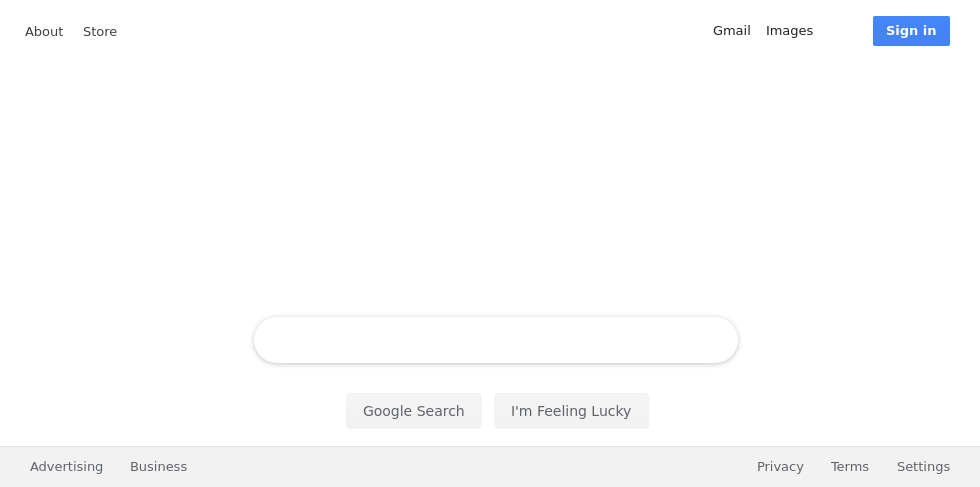 About Store Gmail Images Sign in
Google Search I'm Feeling Lucky
Advertising Business Privacy Terms Settings